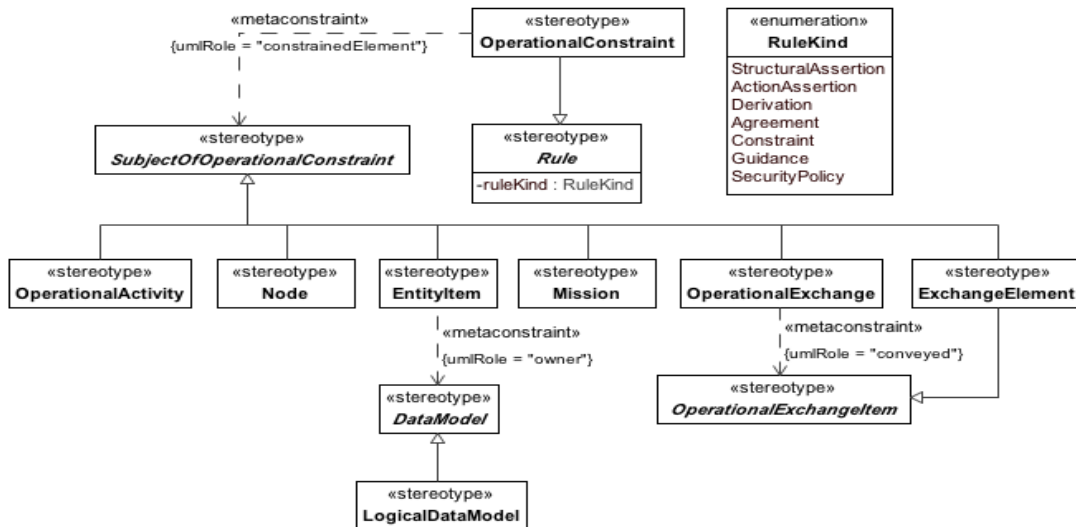 «metaconstraint»
{umlRole = "constrainedElement"}
«stereotype»
OperationalConstraint
«enumeration»
RuleKind
StructuralAssertion
ActionAssertion
Derivation
Agreement
Constraint
Guidance
SecurityPolicy
«stereotype»
SubjectOfOperationalConstraint
«stereotype»
Rule
-ruleKind : RuleKind
«stereotype»
OperationalActivity
«stereotype»
Node
«stereotype»
EntityItem
«stereotype»
Mission
«stereotype»
OperationalExchange
«stereotype»
ExchangeElement
«metaconstraint»
{umlRole = "owner"}
«metaconstraint»
{umlRole = "conveyed"}
«stereotype»
DataModel
«stereotype»
OperationalExchangeItem
«stereotype»
LogicalDataModel